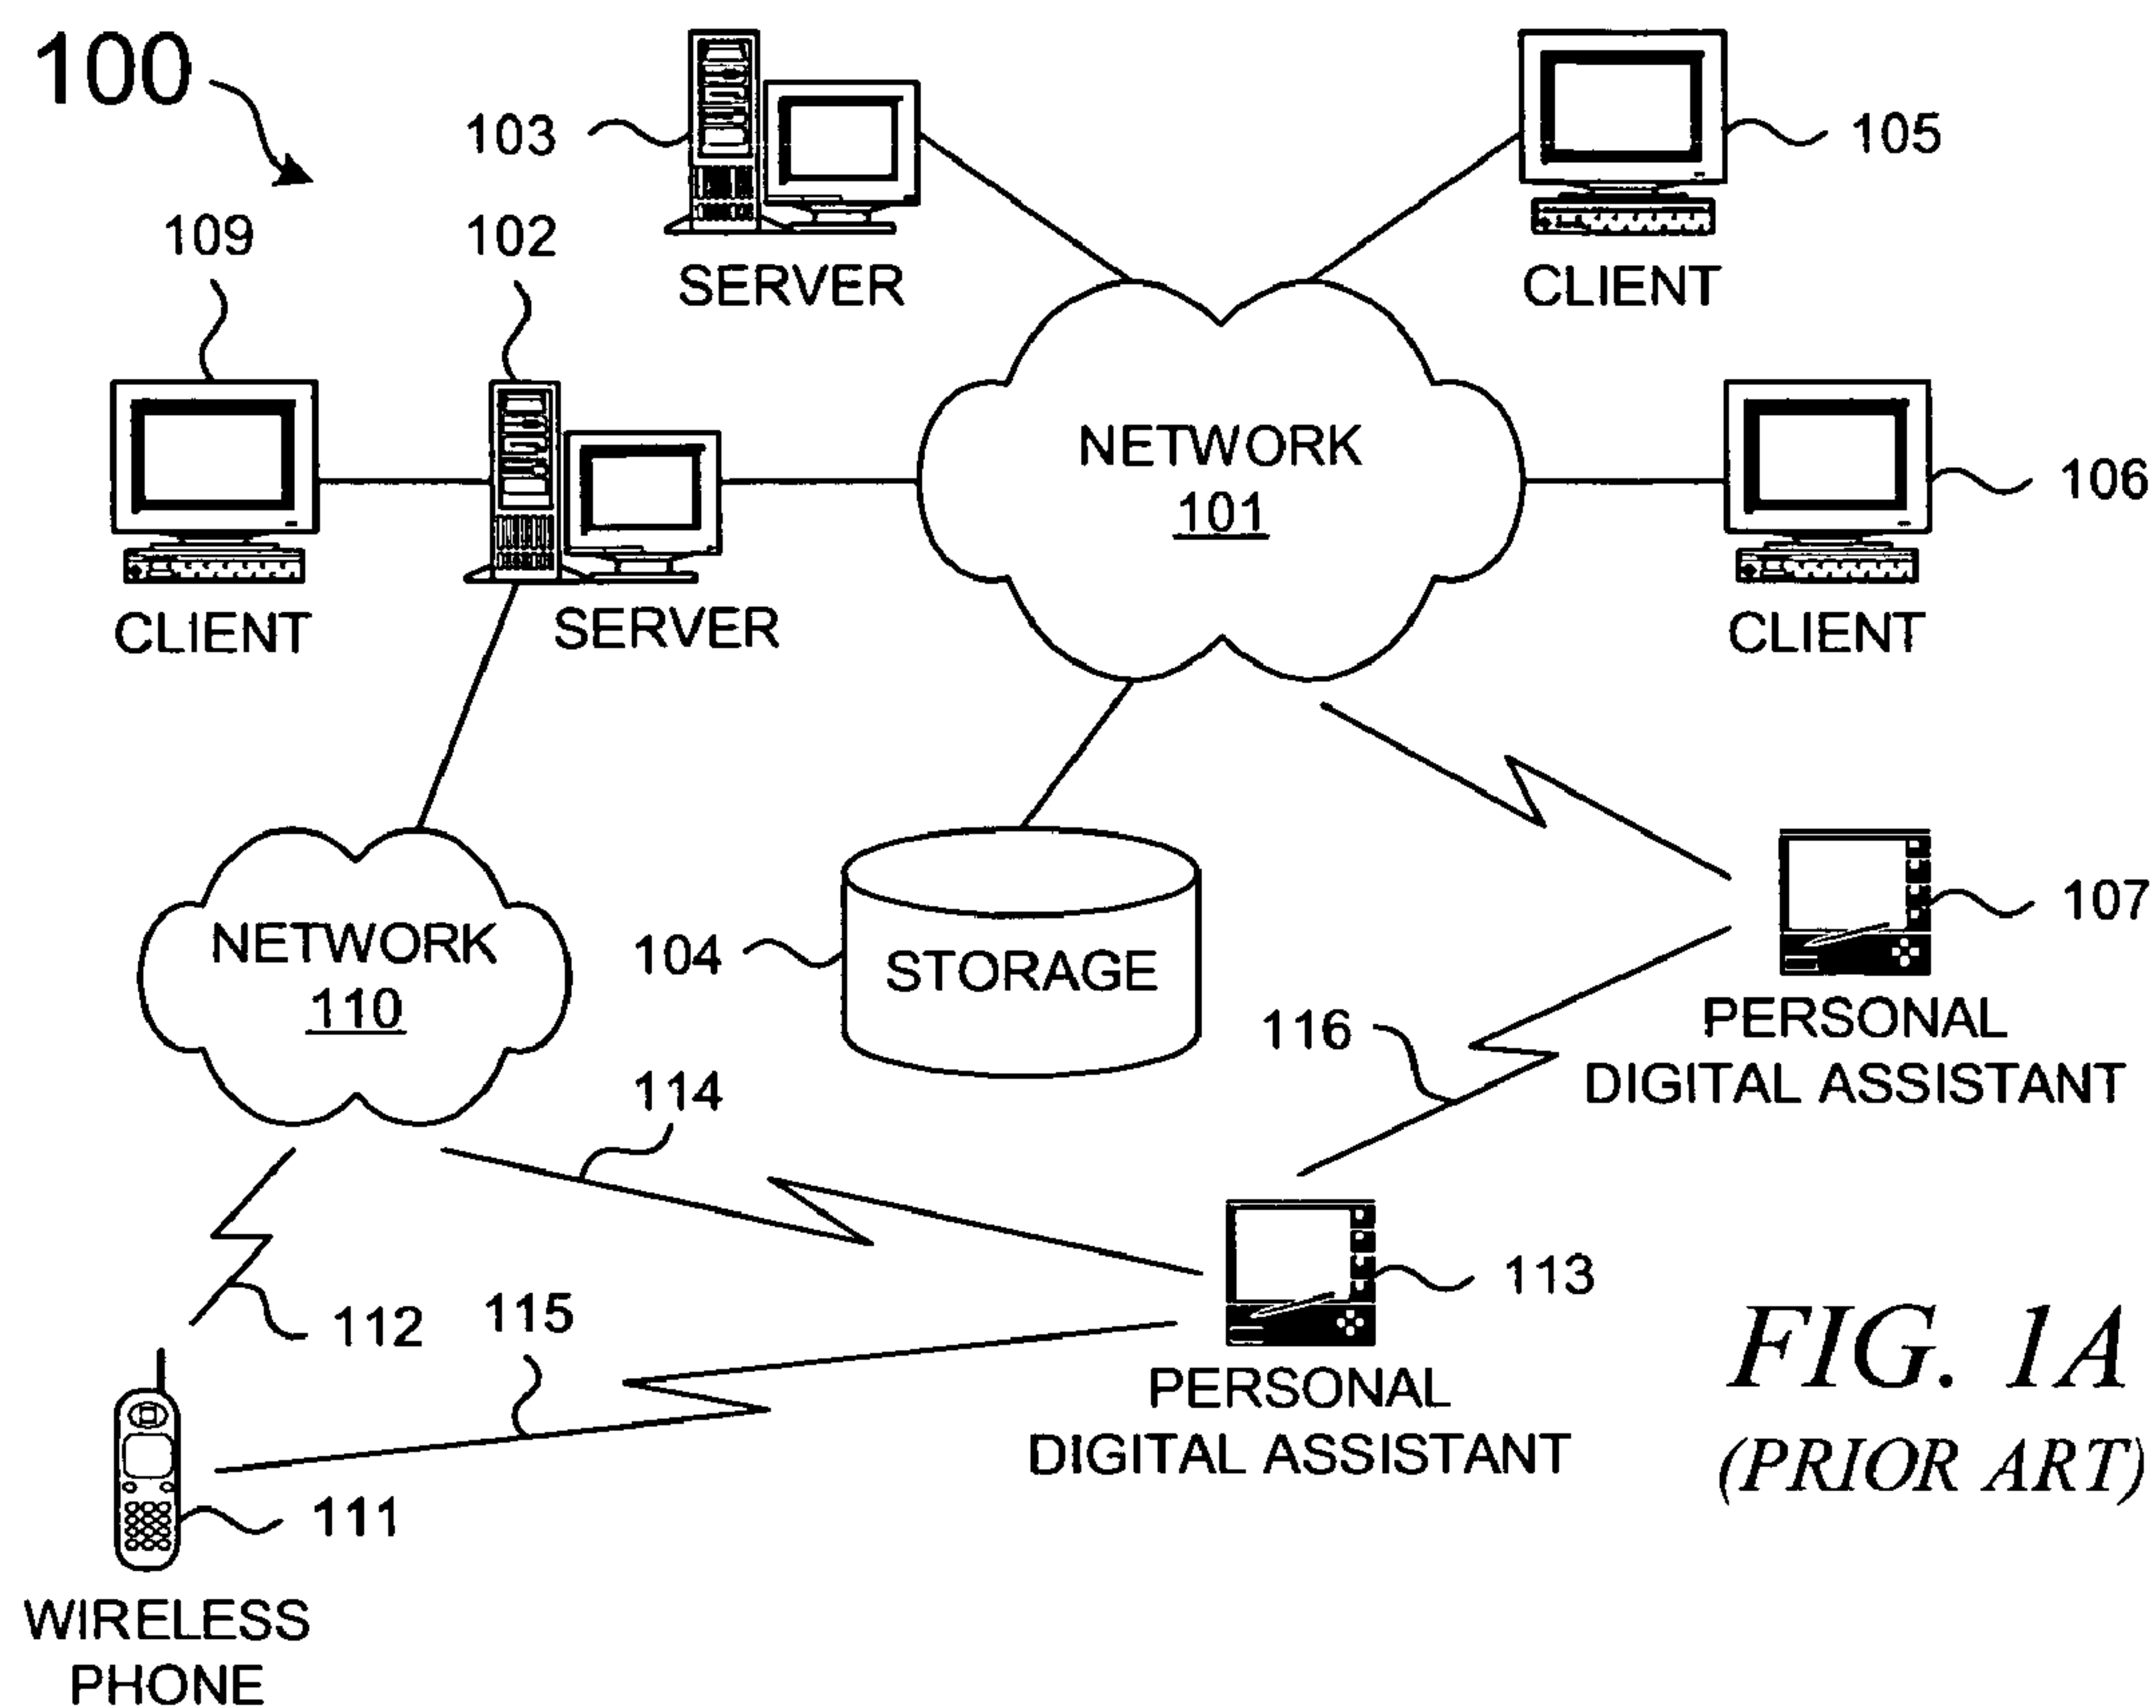 100
103
105
109
102
SERVER
CLIENT
NETWORK
101
106
CLIENT
SERVER
CLIENT
NETWORK
110
104
STORAGE
107
PERSONAL
DIGITAL ASSISTANT
116
114
113
112
115
PERSONAL
DIGITAL ASSISTANT
111
WIRELESS
PHONE
FIG. 1A
(PRIOR ART)